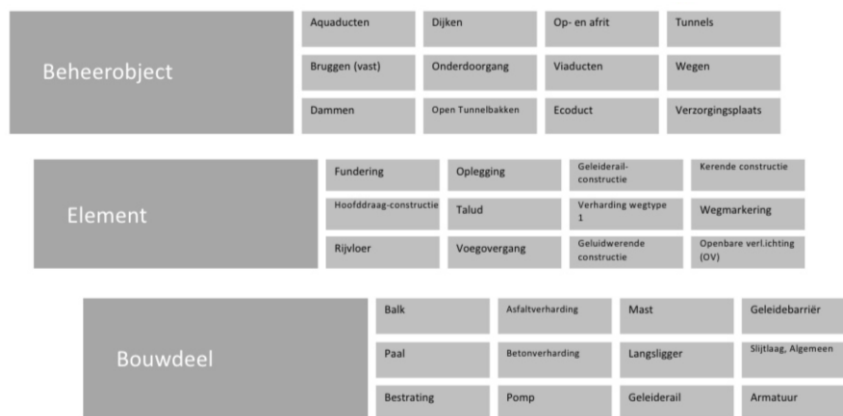 Beheerobject
Aquaducten Dijken Op- en afrit Tunnels
Bruggen (vast) Onderdoorgang Viaducten Wegen
Dammen Open Tunnelbakken Ecoduct Verzorgingsplaats
Element
Fundering Oplegging Geleiderail-
constructie Kerende constructie
Hoofddraag-constructie Talud Verharding wegtype
1 Wegmarkering
Rijvloer Voegovergang Geluidwerende
constructie Openbare verl.ichting
(OV)
Bouwdeel
Balk Asfaltverharding Mast Geleidebarriër
Paal Betonverharding Langsligger Slijtlaag, Algemeen
Bestrating Pomp Geleiderail Armatuur